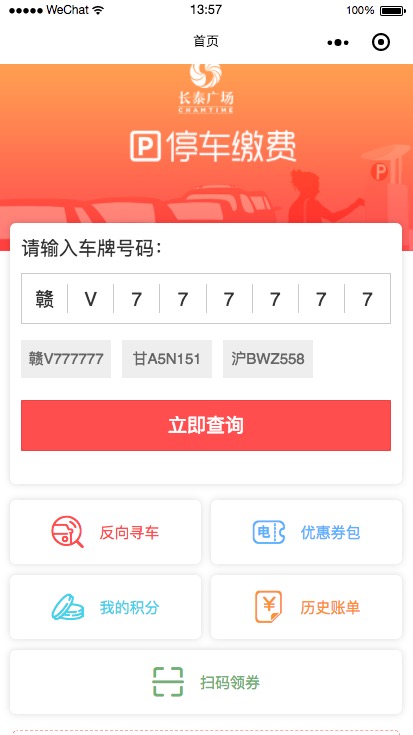 WeChat 13:57 100%
首页
长泰广场
CHAMTIME
P 停车缴费
P
请输入车牌号码：
赣 V 7 7 7 7 7 7
赣V777777 甘A5N151 沪BWZ558
立即查询
反向寻车 电 优惠券包
我的积分 ¥ 历史账单
扫码领券